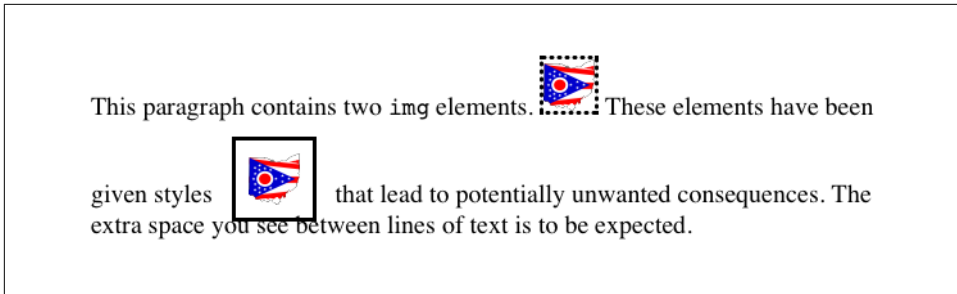 This paragraph contains two img elements. These elements have been
given styles that lead to potentially unwanted consequences. The
extra space you see between lines of text is to be expected.